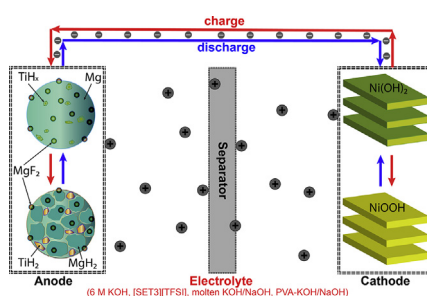 charge
discharge
TiHₓ
Mg
MgF₂
TiH₂
MgH₂
Anode
Separator
Electrolyte
(6 M KOH, [SET3][TFSI], molten KOH/NaOH, PVA-KOH/NaOH)
Ni(OH)₂
NiOOH
Cathode